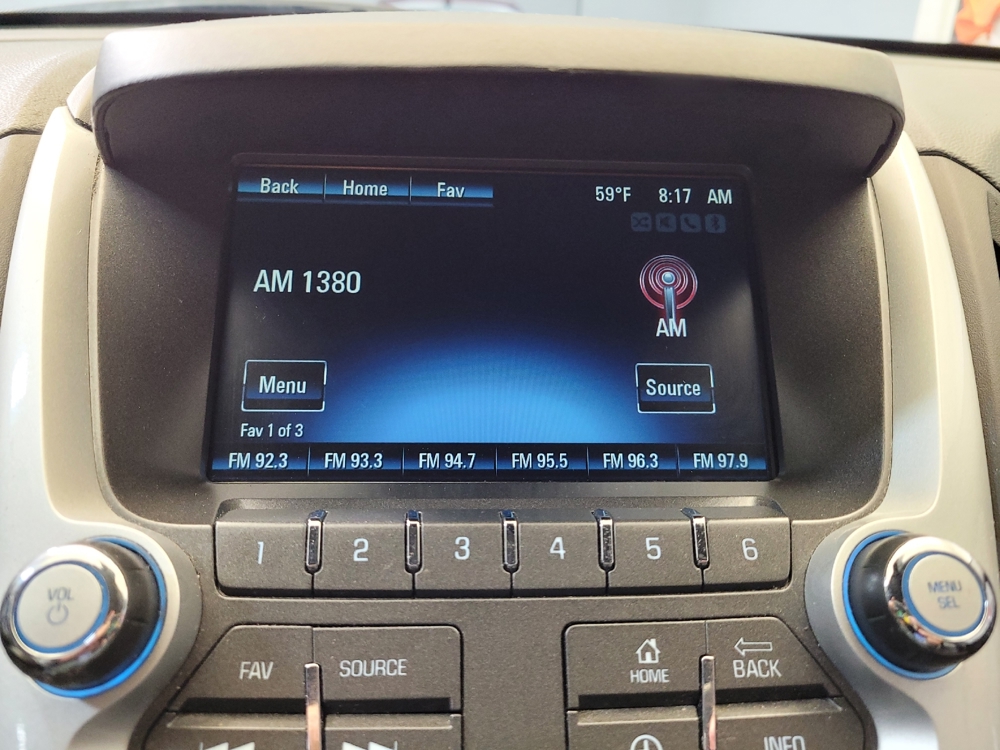 Back Home Fav 59°F 8:17 AM
AM 1380
AM
Menu Source
Fav 1 of 3
FM 92.3 FM 93.3 FM 94.7 FM 95.5 FM 96.3 FM 97.9
1 2 3 4 5 6
VOL
MENU
SEL
FAV SOURCE
HOME BACK
INFO